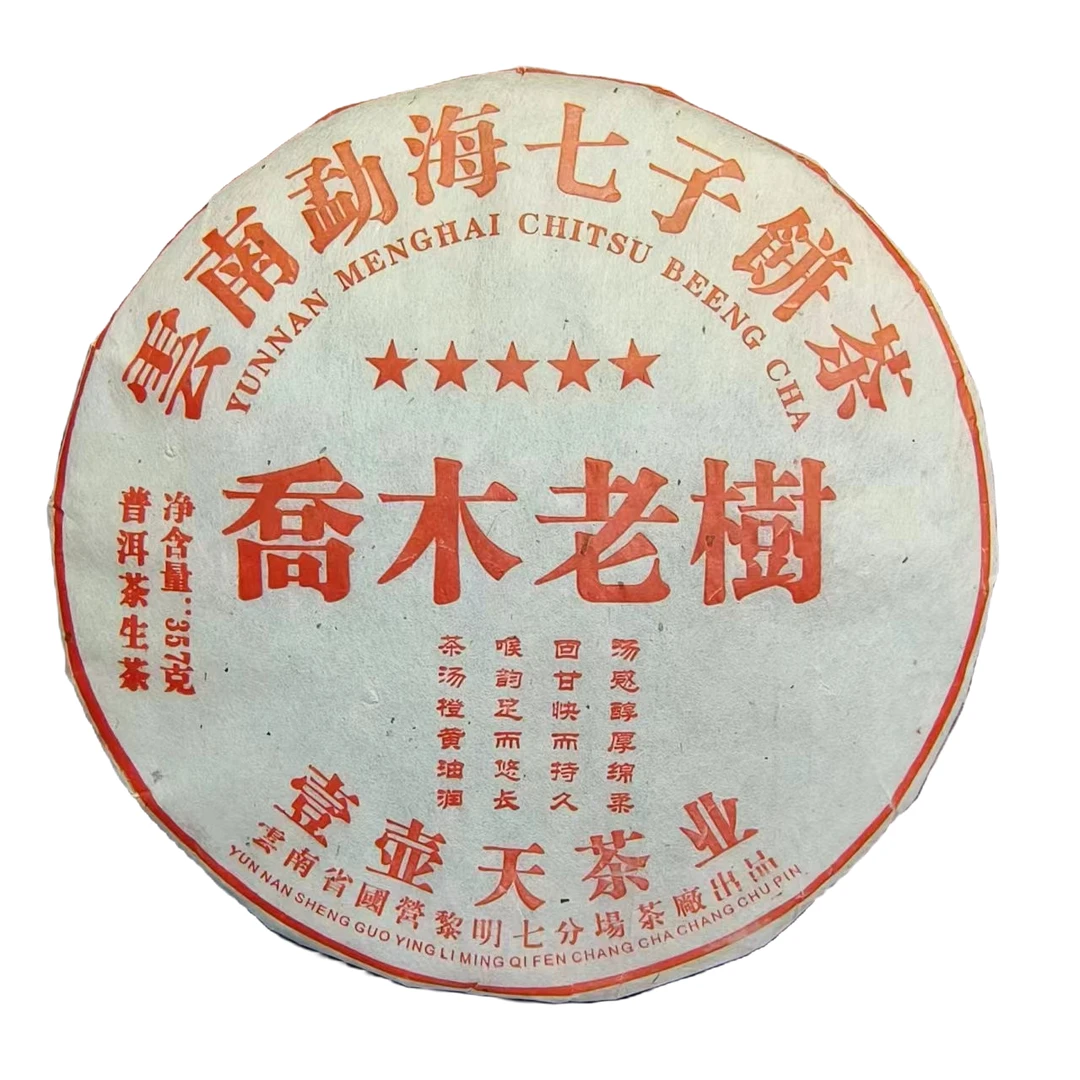 雲南勐海七子餅茶
YUNNAN MENGHAI CHITSU BEENG CHA
★★★★★
喬木老樹
净含量：357克
普洱茶生茶
汤感醇厚绵柔
回甘快而持久
喉韵足而悠长
茶汤橙黄油润
壹壶天茶业
雲南省國營黎明七分場茶廠出品
YUN NAN SHENG GUO YING LI MING QI FEN CHANG CHA CHANG CHU PIN